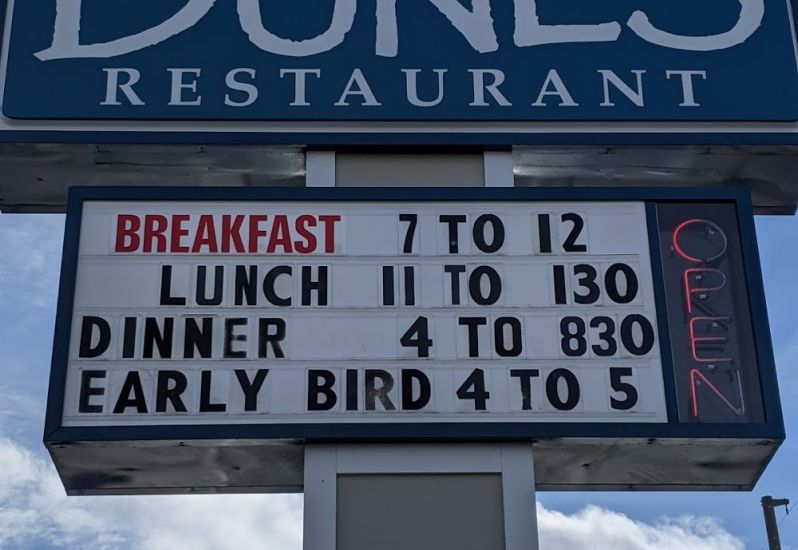 DUNES
RESTAURANT
BREAKFAST 7 TO 12
LUNCH 11 TO 130
DINNER 4 TO 830
EARLY BIRD 4 TO 5
OPEN